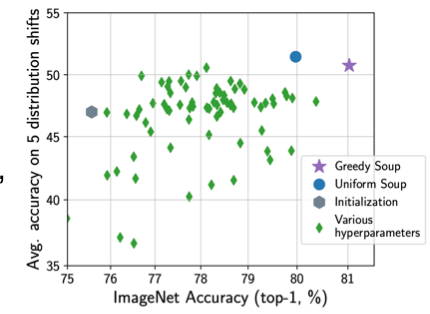 Avg. accuracy on 5 distribution shifts
55
50
45
40
35
75 76 77 78 79 80 81
ImageNet Accuracy (top-1, %)
Greedy Soup
Uniform Soup
Initialization
Various
hyperparameters